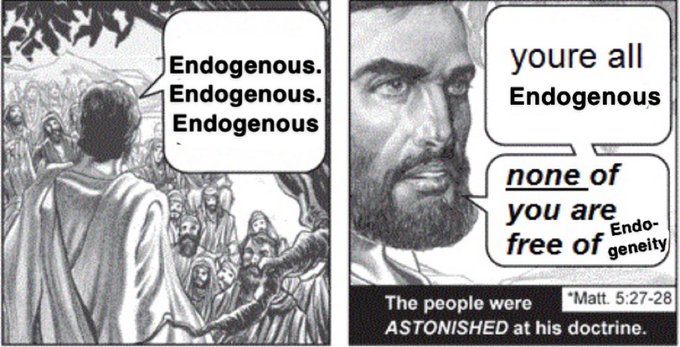 Endogenous.
Endogenous.
Endogenous
youre all
Endogenous
none of
you are
free of Endo-
geneity
The people were *Matt. 5:27-28
ASTONISHED at his doctrine.